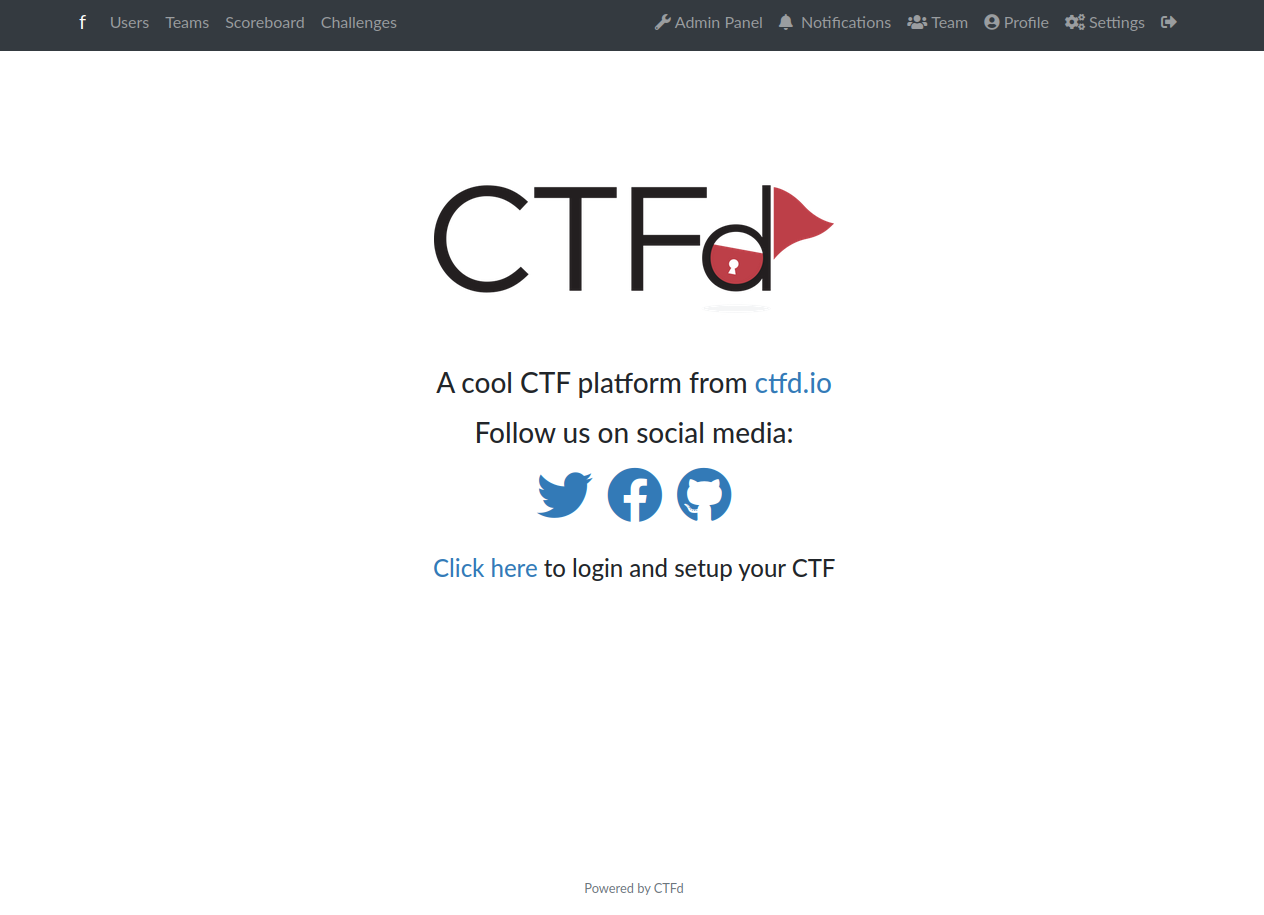 f Users Teams Scoreboard Challenges Admin Panel Notifications Team Profile Settings
CTFd
A cool CTF platform from ctfd.io
Follow us on social media:
Click here to login and setup your CTF
Powered by CTFd